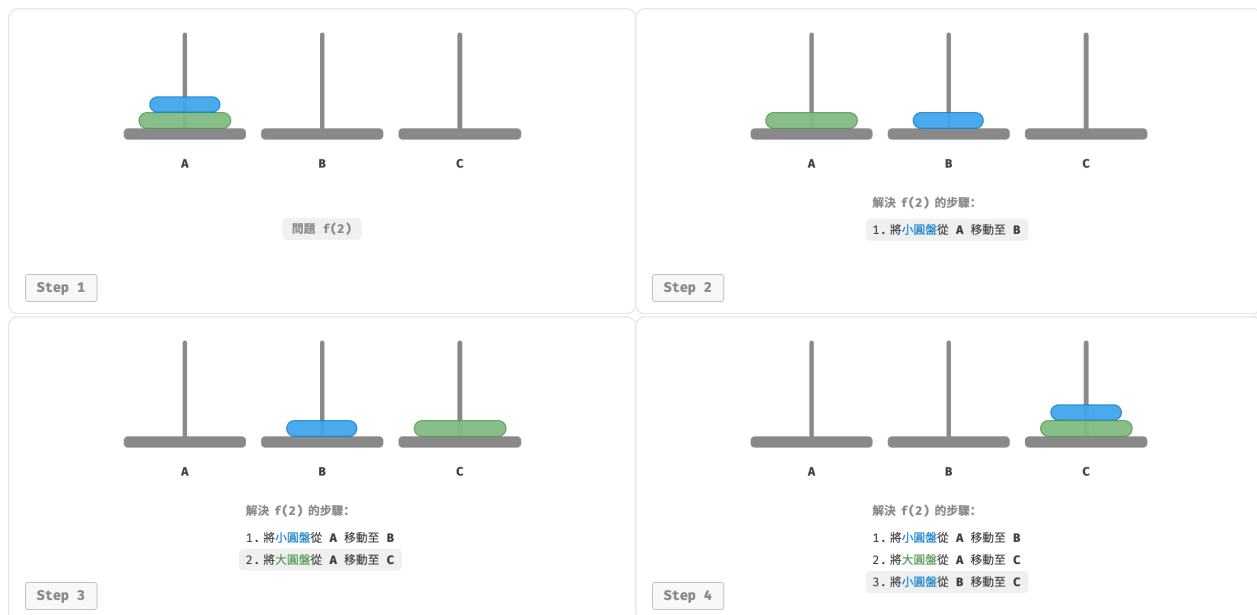 A B C
問題 f(2)
Step 1
A B C
解決 f(2) 的步驟:
1. 將小圓盤從 A 移動至 B
Step 2
A B C
解決 f(2) 的步驟:
1. 將小圓盤從 A 移動至 B
2. 將大圓盤從 A 移動至 C
Step 3
A B C
解決 f(2) 的步驟:
1. 將小圓盤從 A 移動至 B
2. 將大圓盤從 A 移動至 C
3. 將小圓盤從 B 移動至 C
Step 4